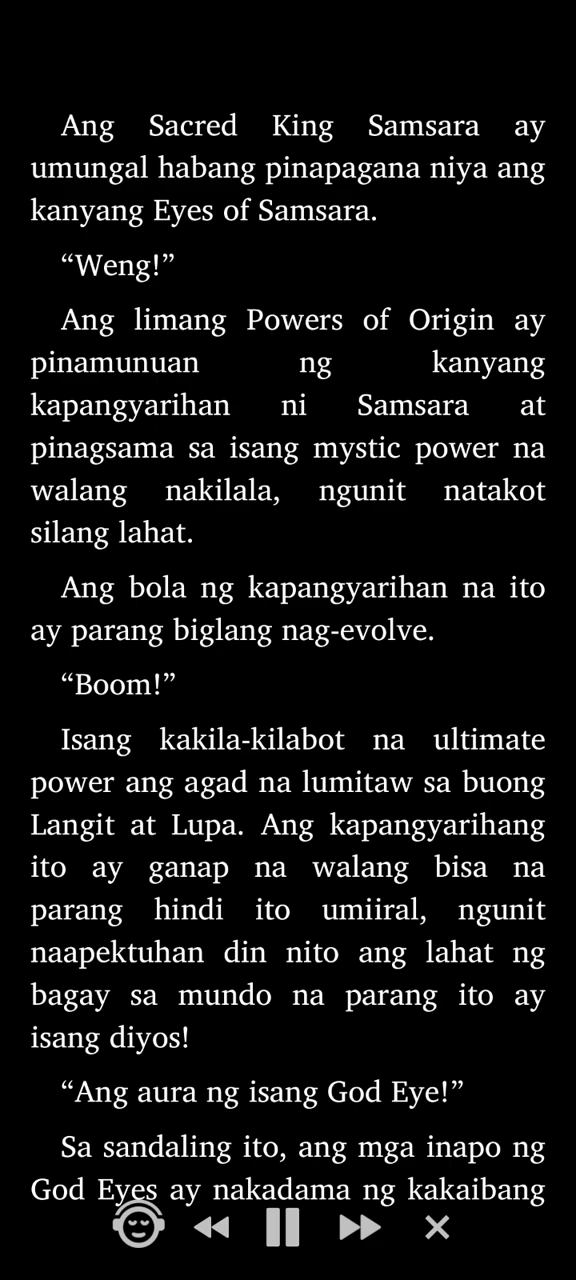 Ang Sacred King Samsara ay
umungal habang pinapagana niya ang
kanyang Eyes of Samsara.
“Weng!”
Ang limang Powers of Origin ay
pinamunuan ng kanyang
kapangyarihan ni Samsara at
pinagsama sa isang mystic power na
walang nakilala, ngunit natakot
silang lahat.
Ang bola ng kapangyarihan na ito
ay parang biglang nag-evolve.
“Boom!”
Isang kakila-kilabot na ultimate
power ang agad na lumitaw sa buong
Langit at Lupa. Ang kapangyarihang
ito ay ganap na walang bisa na
parang hindi ito umiiral, ngunit
naapektuhan din nito ang lahat ng
bagay sa mundo na parang ito ay
isang diyos!
“Ang aura ng isang God Eye!”
Sa sandaling ito, ang mga inapo ng
God Eyes ay nakadama ng kakaibang